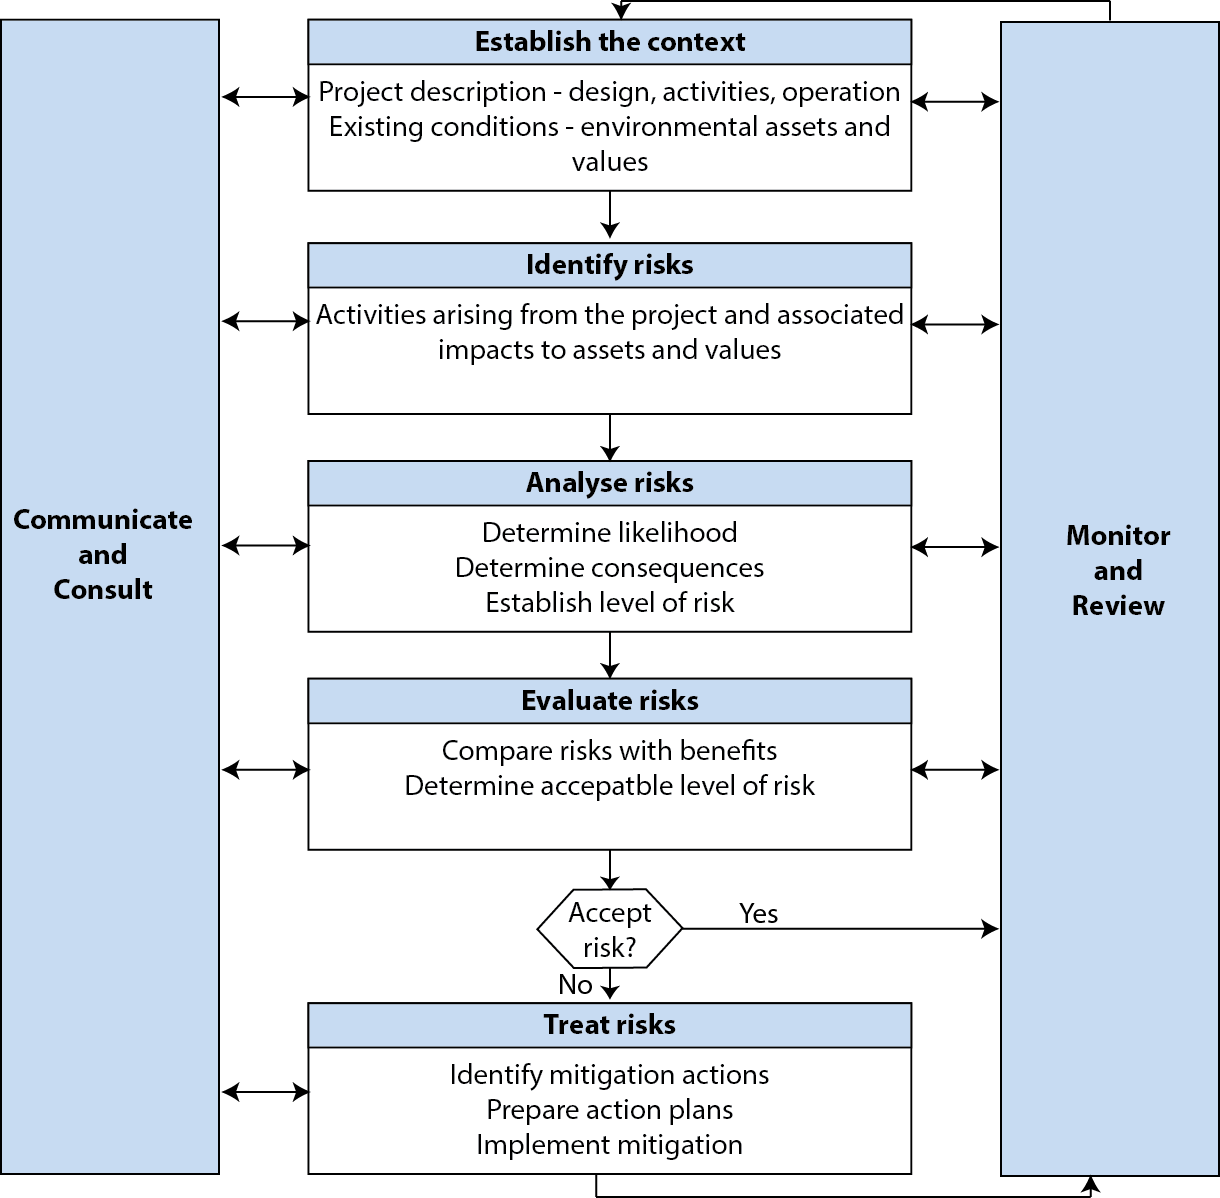 Establish the context
Project description - design, activities, operation
Existing conditions - environmental assets and
values
Identify risks
Activities arising from the project and associated
impacts to assets and values
Analyse risks
Determine likelihood
Determine consequences
Establish level of risk
Communicate
and
Consult
Monitor
and
Review
Evaluate risks
Compare risks with benefits
Determine accepatble level of risk
Accept
risk?
Yes
No
Treat risks
Identify mitigation actions
Prepare action plans
Implement mitigation